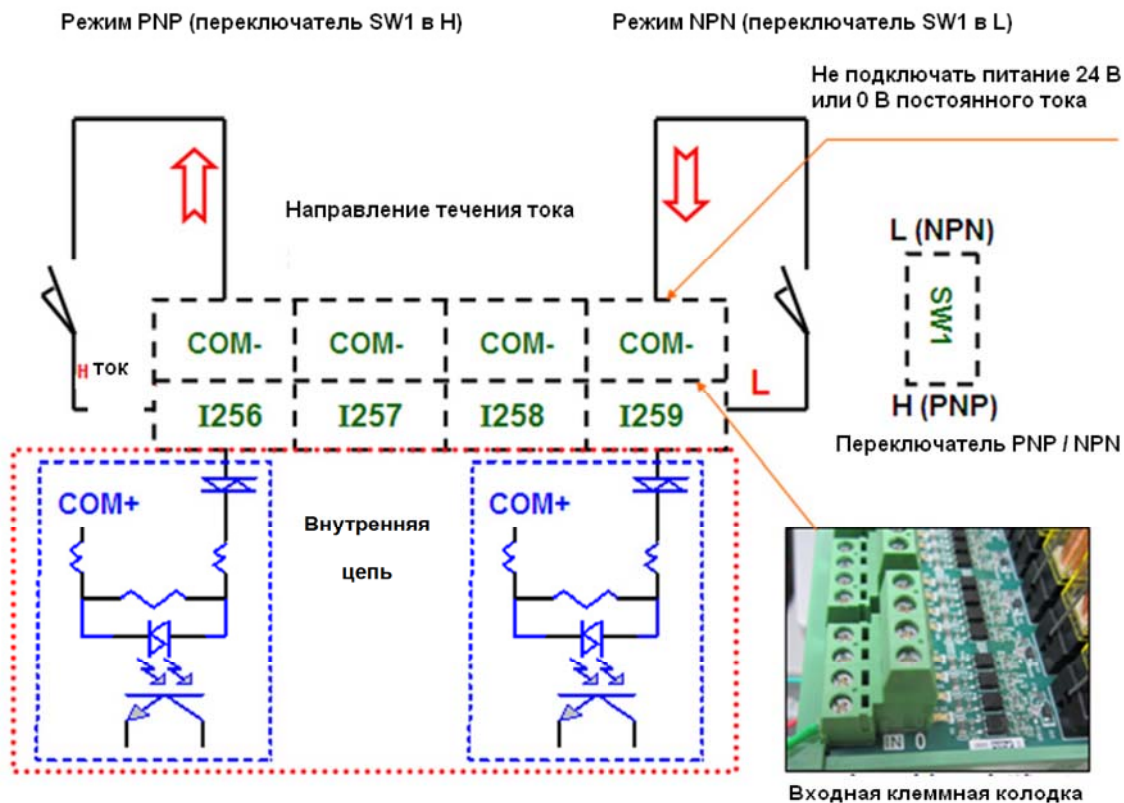 Режим PNP (переключатель SW1 в H)
Режим NPN (переключатель SW1 в L)
Не подключать питание 24 В
или 0 В постоянного тока
Направление течения тока
L (NPN)
SW1
H (PNP)
Переключатель PNP / NPN
COM- COM- COM- COM-
H ток
L
I256 I257 I258 I259
COM+
Внутренняя
цепь
COM+
IN 0
Входная клеммная колодка